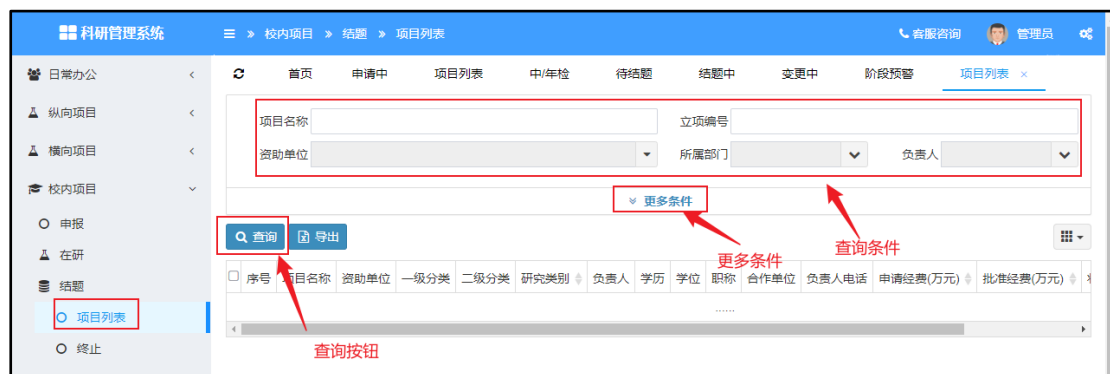 科研管理系统
校内项目 » 结题 » 项目列表
客服咨询 管理员
日常办公
纵向项目
横向项目
校内项目
申报
在研
结题
项目列表
终止
首页 申请中 项目列表 中/年检 待结题 结题中 变更中 阶段预警 项目列表 ×
项目名称 立项编号
资助单位 所属部门 负责人
更多条件
查询 导出
更多条件 查询条件
序号 项目名称 资助单位 一级分类 二级分类 研究类别 负责人 学历 学位 职称 合作单位 负责人电话 申请经费(万元) 批准经费(万元)
......
查询按钮